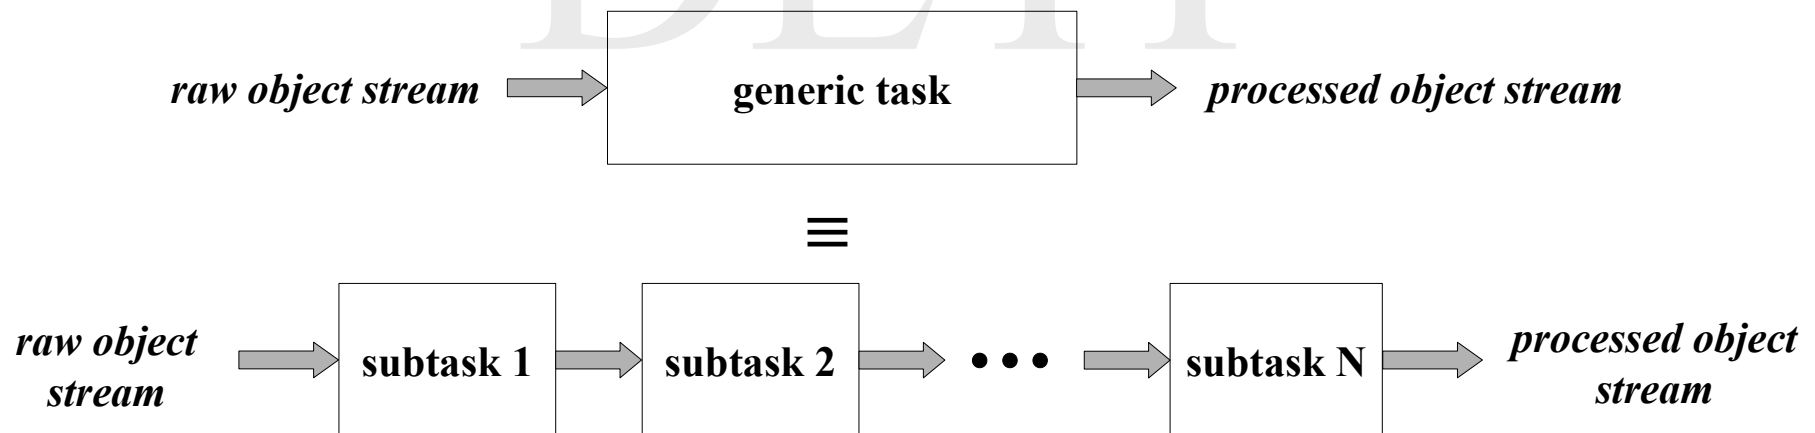 raw object stream
generic task
processed object stream
≡
raw object
stream
subtask 1
subtask 2
•••
subtask N
processed object
stream